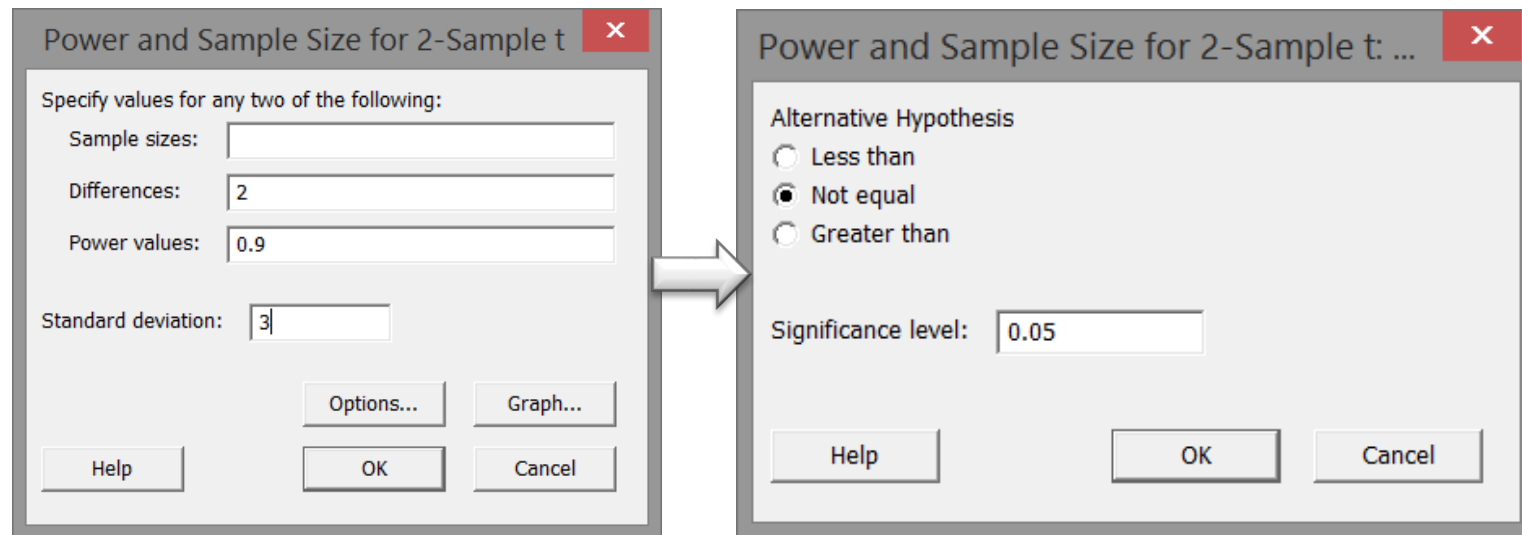 Power and Sample Size for 2-Sample t
Specify values for any two of the following:
Sample sizes:
Differences: 2
Power values: 0.9
Standard deviation: 3
Options... Graph...
Help OK Cancel
Power and Sample Size for 2-Sample t: ...
Alternative Hypothesis
Less than
Not equal
Greater than
Significance level: 0.05
Help OK Cancel